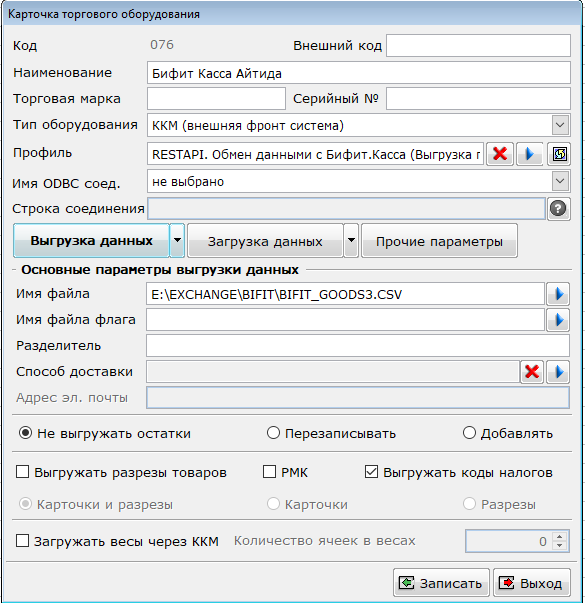 Карточка торгового оборудования
Код 076 Внешний код
Наименование Бифит Касса Айтида
Торговая марка Серийный №
Тип оборудования ККМ (внешняя фронт система)
Профиль RESTAPI. Обмен данными с Бифит.Касса (Выгрузка г
Имя ODBC соед. не выбрано
Строка соединения ?
Выгрузка данных Загрузка данных Прочие параметры
Основные параметры выгрузки данных
Имя файла E:\EXCHANGE\BIFIT\BIFIT_GOODS3.CSV
Имя файла флага
Разделитель
Способ доставки
Адрес эл. почты
Не выгружать остатки Перезаписывать Добавлять
Выгружать разрезы товаров РМК Выгружать коды налогов
Карточки и разрезы Карточки Разрезы
Загружать весы через ККМ Количество ячеек в весах 0
Записать Выход